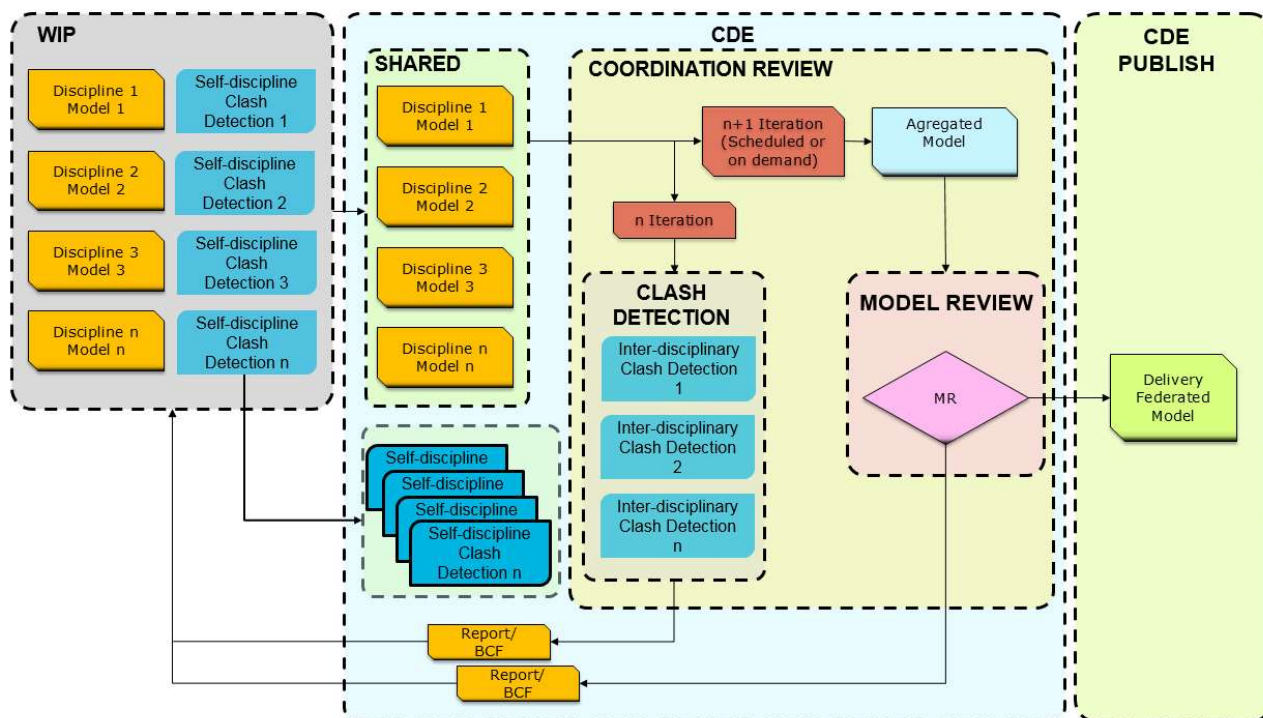 WIP
Discipline 1
Model 1
Self-discipline
Clash
Detection 1
Discipline 2
Model 2
Self-discipline
Clash
Detection 2
Discipline 3
Model 3
Self-discipline
Clash
Detection 3
Discipline n
Model n
Self-discipline
Clash
Detection n
CDE
SHARED
Discipline 1
Model 1
Discipline 2
Model 2
Discipline 3
Model 3
Discipline n
Model n
Self-discipline
Self-discipline
Self-discipline
Self-discipline
Clash
Detection n
COORDINATION REVIEW
n+1 Iteration
(Scheduled or
on demand)
Agregated
Model
n Iteration
CLASH
DETECTION
Inter-disciplinary
Clash Detection
1
Inter-disciplinary
Clash Detection
2
Inter-disciplinary
Clash Detection
n
MODEL REVIEW
MR
Report/
BCF
Report/
BCF
CDE
PUBLISH
Delivery
Federated
Model